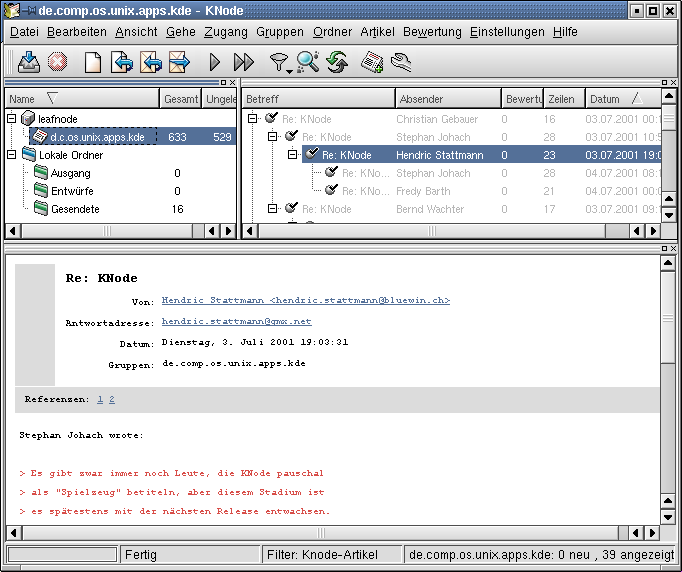 de.comp.os.unix.apps.kde - KNode
Datei Bearbeiten Ansicht Gehe Zugang Gruppen Ordner Artikel Bewertung Einstellungen Hilfe
Name Gesamt Ungele
leafnode
d.c.os.unix.apps.kde 633 529
Lokale Ordner
Ausgang 0
Entwürfe 0
Gesendete 16
Betreff Absender Bewertu Zeilen Datum
Re: KNode Christian Gebauer 0 16 03.07.2001 00:1
Re: KNode Stephan Johach 0 28 03.07.2001 10:5
Re: KNode Hendric Stattmann 0 23 03.07.2001 19:0
Re: KNo... Stephan Johach 0 28 04.07.2001 08:1
Re: KNo... Fredy Barth 0 21 04.07.2001 00:0
Re: KNode Bernd Wachter 0 17 03.07.2001 09:1
Re: KNode
Von: Hendric Stattmann <hendric.stattmann@bluewin.ch>
Antwortadresse: hendric.stattmann@gmx.net
Datum: Dienstag, 3. Juli 2001 19:03:31
Gruppen: de.comp.os.unix.apps.kde
Referenzen: 1 2
Stephan Johach wrote:
> Es gibt zwar immer noch Leute, die KNode pauschal
> als "Spielzeug" betiteln, aber diesem Stadium ist
> es spätestens mit der nächsten Release entwachsen.
Fertig
Filter: Knode-Artikel
de.comp.os.unix.apps.kde: 0 neu , 39 angezeigt